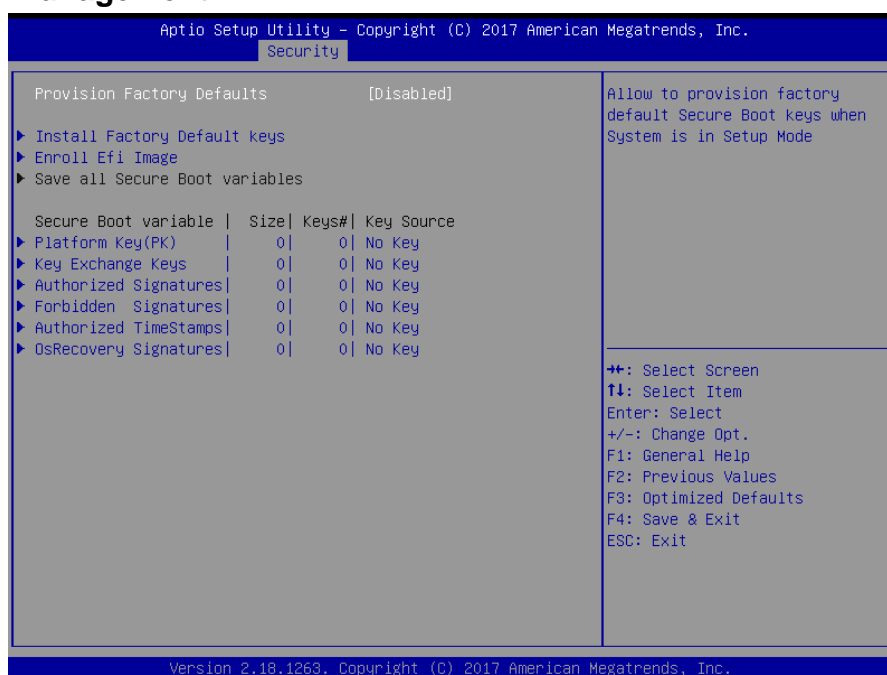 Aptio Setup Utility – Copyright (C) 2017 American Megatrends, Inc.
Security
Provision Factory Defaults [Disabled]
Install Factory Default keys
Enroll Efi Image
Save all Secure Boot variables
Secure Boot variable | Size| Keys#| Key Source
Platform Key(PK) | 0| 0| No Key
Key Exchange Keys | 0| 0| No Key
Authorized Signatures| 0| 0| No Key
Forbidden Signatures| 0| 0| No Key
Authorized TimeStamps| 0| 0| No Key
OsRecovery Signatures| 0| 0| No Key
Allow to provision factory
default Secure Boot keys when
System is in Setup Mode
→←: Select Screen
↑↓: Select Item
Enter: Select
+/-: Change Opt.
F1: General Help
F2: Previous Values
F3: Optimized Defaults
F4: Save & Exit
ESC: Exit
Version 2.18.1263. Copyright (C) 2017 American Megatrends, Inc.